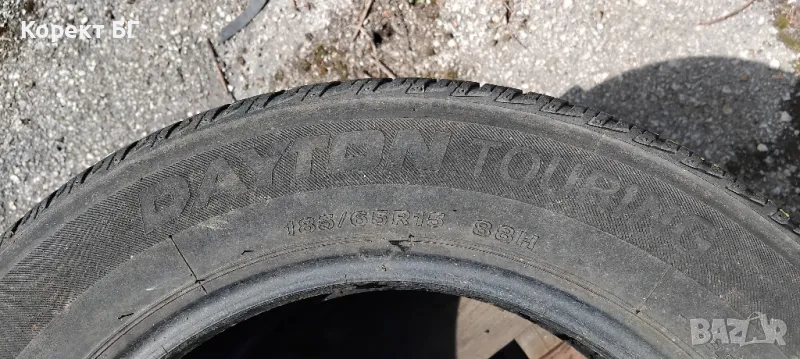 Корект БГ
DAYTON TOURING
185/65R15 88H
BAZAR